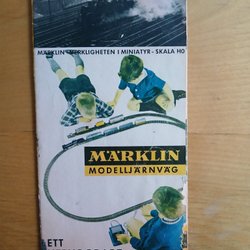 MÄRKLIN - VERKLIGHETEN I MINIATYR - SKALA H0
MÄRKLIN
MODELLJÄRNVÄG
ETT